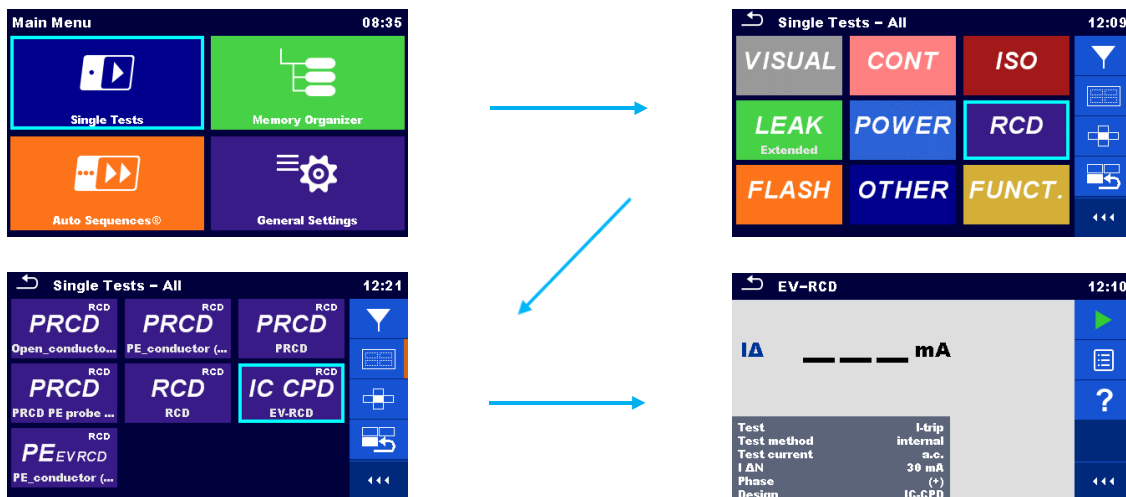 Main Menu 08:35
Single Tests
Memory Organizer
Auto Sequences®
General Settings
Single Tests – All 12:09
VISUAL CONT ISO
LEAK POWER RCD
Extended
FLASH OTHER FUNCT.
Single Tests – All 12:21
RCD RCD RCD
PRCD PRCD PRCD
Open_conducto... PE_conductor (... PRCD
RCD RCD RCD
PRCD RCD IC CPD
PRCD PE probe ... RCD EV-RCD
RCD
PE EVRCD
PE_conductor (...
EV–RCD 12:10
IΔ _ _ _ mA
?
Test I-trip
Test method internal
Test current a.c.
I ΔN 30 mA
Phase (+)
Design IC-CPD